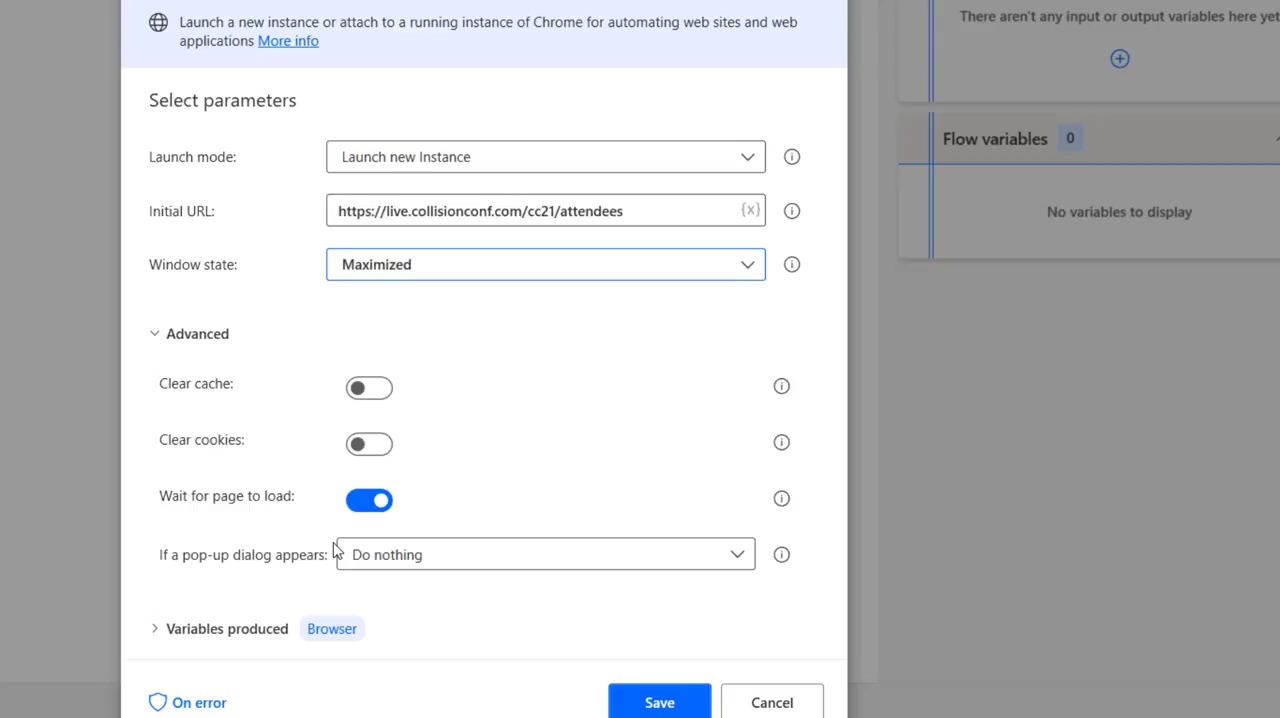 Launch a new instance or attach to a running instance of Chrome for automating web sites and web
applications More info
There aren't any input or output variables here yet
Select parameters
Flow variables 0
Launch mode: Launch new Instance
Initial URL: https://live.collisionconf.com/cc21/attendees {x}
No variables to display
Window state: Maximized
Advanced
Clear cache:
Clear cookies:
Wait for page to load:
If a pop-up dialog appears: Do nothing
Variables produced Browser
On error Save Cancel